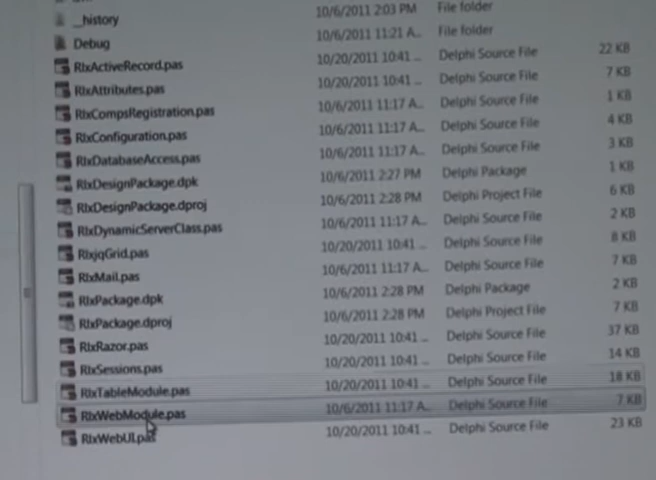 _history 10/6/2011 2:03 PM File folder
Debug 10/6/2011 11:21 A... File folder
RlxActiveRecord.pas 10/20/2011 10:41 ... Delphi Source File 22 KB
RlxAttributes.pas 10/20/2011 10:41 ... Delphi Source File 7 KB
RlxCompsRegistration.pas 10/6/2011 11:17 A... Delphi Source File 1 KB
RlxConfiguration.pas 10/6/2011 11:17 A... Delphi Source File 4 KB
RlxDatabaseAccess.pas 10/6/2011 11:17 A... Delphi Source File 3 KB
RlxDesignPackage.dpk 10/6/2011 2:27 PM Delphi Package 1 KB
RlxDesignPackage.dproj 10/6/2011 2:28 PM Delphi Project File 6 KB
RlxDynamicServerClass.pas 10/6/2011 11:17 A... Delphi Source File 2 KB
RlxjqGrid.pas 10/20/2011 10:41 ... Delphi Source File 8 KB
RlxMail.pas 10/6/2011 11:17 A... Delphi Source File 7 KB
RlxPackage.dpk 10/6/2011 2:28 PM Delphi Package 2 KB
RlxPackage.dproj 10/6/2011 2:28 PM Delphi Project File 7 KB
RlxRazor.pas 10/20/2011 10:41 ... Delphi Source File 37 KB
RlxSessions.pas 10/20/2011 10:41 ... Delphi Source File 14 KB
RlxTableModule.pas 10/20/2011 10:41 ... Delphi Source File 18 KB
RlxWebModule.pas 10/6/2011 11:17 A... Delphi Source File 7 KB
RlxWebUI.pas 10/20/2011 10:41 ... Delphi Source File 23 KB